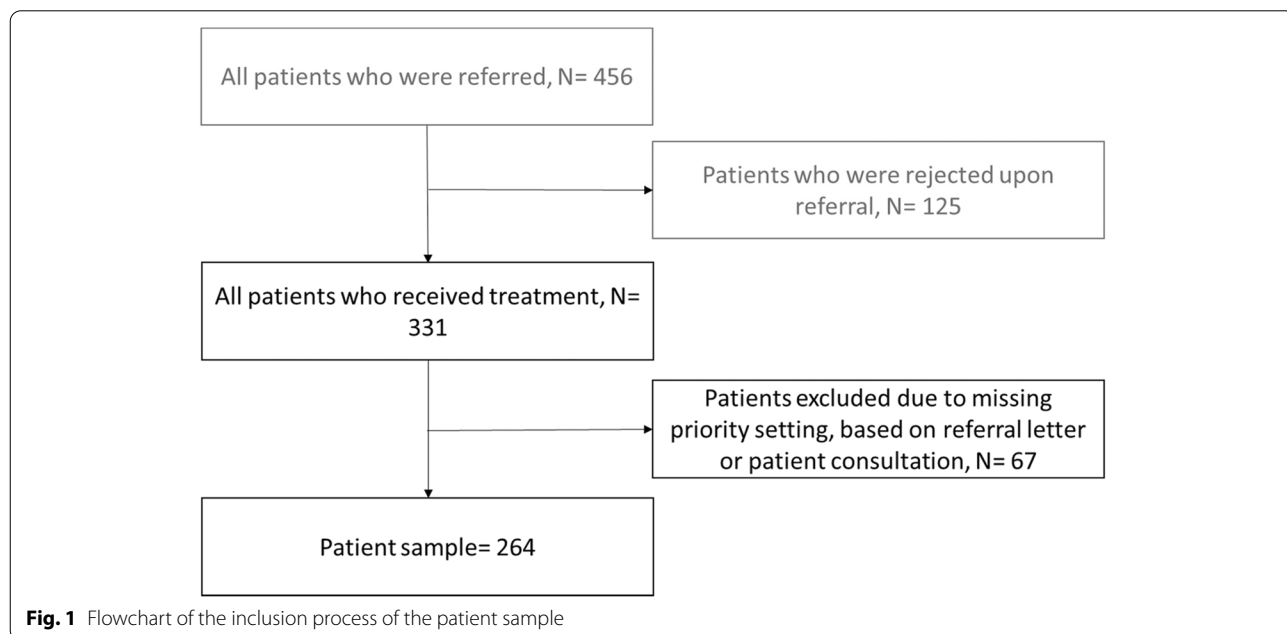 All patients who were referred, N= 456
Patients who were rejected upon
referral, N= 125
All patients who received treatment, N=
331
Patients excluded due to missing
priority setting, based on referral letter
or patient consultation, N= 67
Patient sample= 264
Fig. 1 Flowchart of the inclusion process of the patient sample